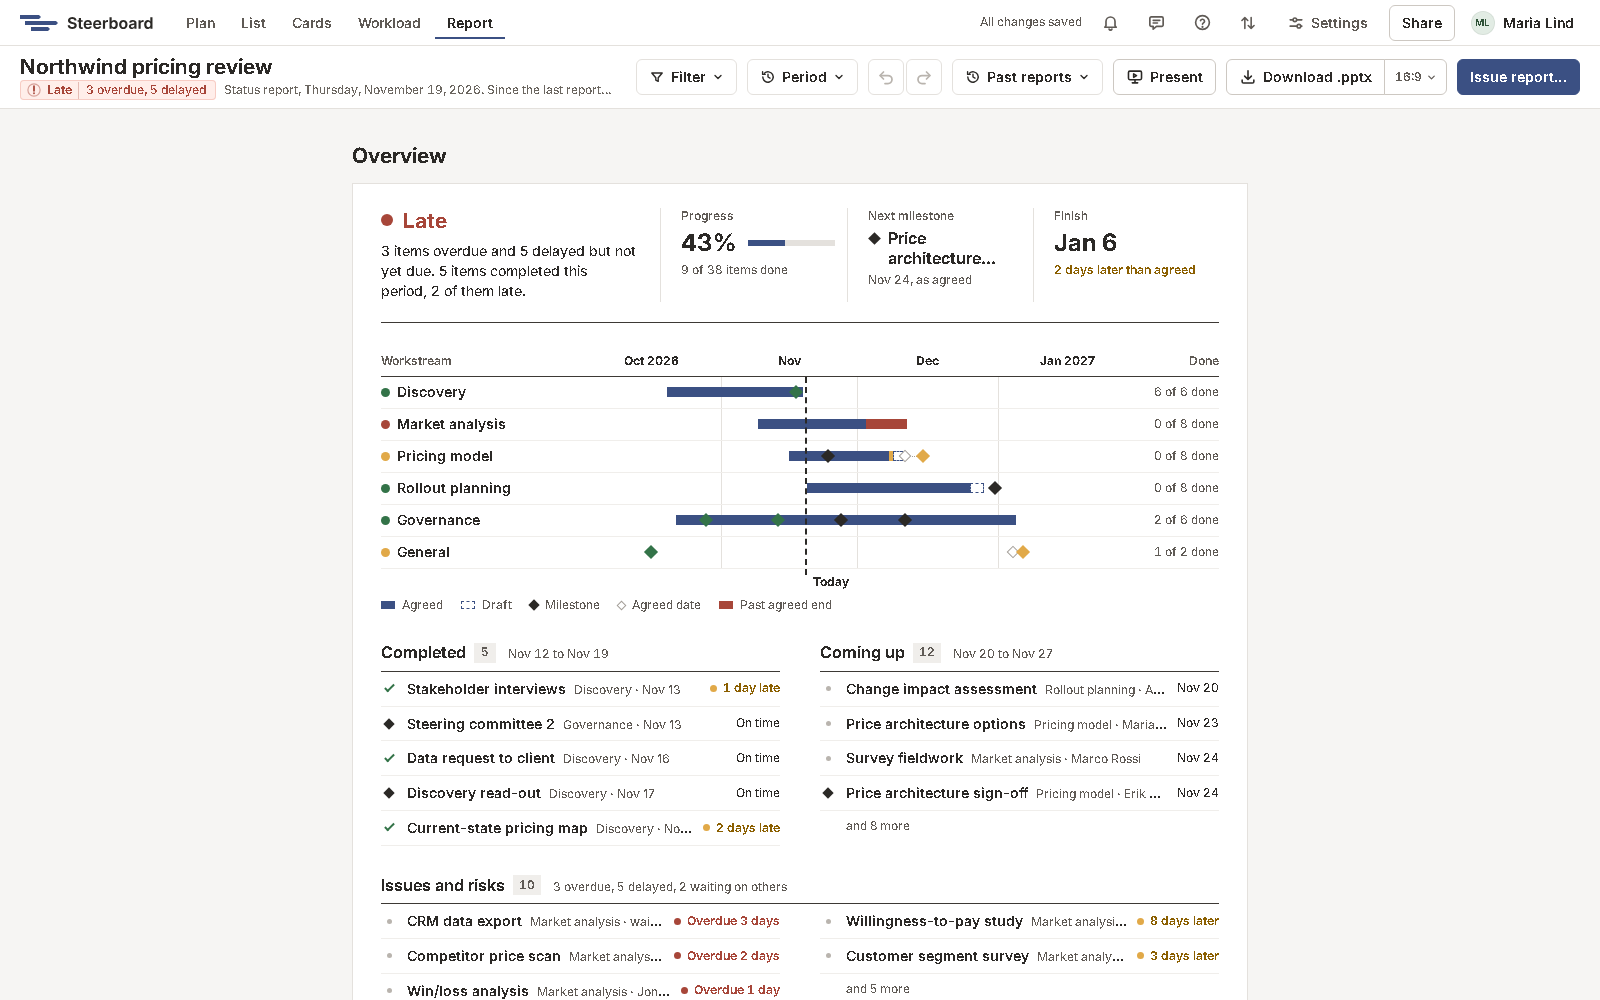 Steerboard Plan List Cards Workload Report All changes saved Settings Share ML Maria Lind
Northwind pricing review
Late 3 overdue, 5 delayed Status report, Thursday, November 19, 2026. Since the last report...
Filter Period Past reports Present Download .pptx 16:9 Issue report...
Overview
Late
3 items overdue and 5 delayed but not
yet due. 5 items completed this
period, 2 of them late.
Progress
43%
9 of 38 items done
Next milestone
Price
architecture...
Nov 24, as agreed
Finish
Jan 6
2 days later than agreed
Workstream Oct 2026 Nov Dec Jan 2027 Done
Discovery 6 of 6 done
Market analysis 0 of 8 done
Pricing model 0 of 8 done
Rollout planning 0 of 8 done
Governance 2 of 6 done
General 1 of 2 done
Today
Agreed Draft Milestone Agreed date Past agreed end
Completed 5 Nov 12 to Nov 19
Stakeholder interviews Discovery · Nov 13 1 day late
Steering committee 2 Governance · Nov 13 On time
Data request to client Discovery · Nov 16 On time
Discovery read-out Discovery · Nov 17 On time
Current-state pricing map Discovery · No... 2 days late
Coming up 12 Nov 20 to Nov 27
Change impact assessment Rollout planning · A... Nov 20
Price architecture options Pricing model · Maria... Nov 23
Survey fieldwork Market analysis · Marco Rossi Nov 24
Price architecture sign-off Pricing model · Erik ... Nov 24
and 8 more
Issues and risks 10 3 overdue, 5 delayed, 2 waiting on others
CRM data export Market analysis · wai... Overdue 3 days
Competitor price scan Market analys... Overdue 2 days
Win/loss analysis Market analysis · Jon... Overdue 1 day
Willingness-to-pay study Market analysi... 8 days later
Customer segment survey Market analy... 3 days later
and 5 more